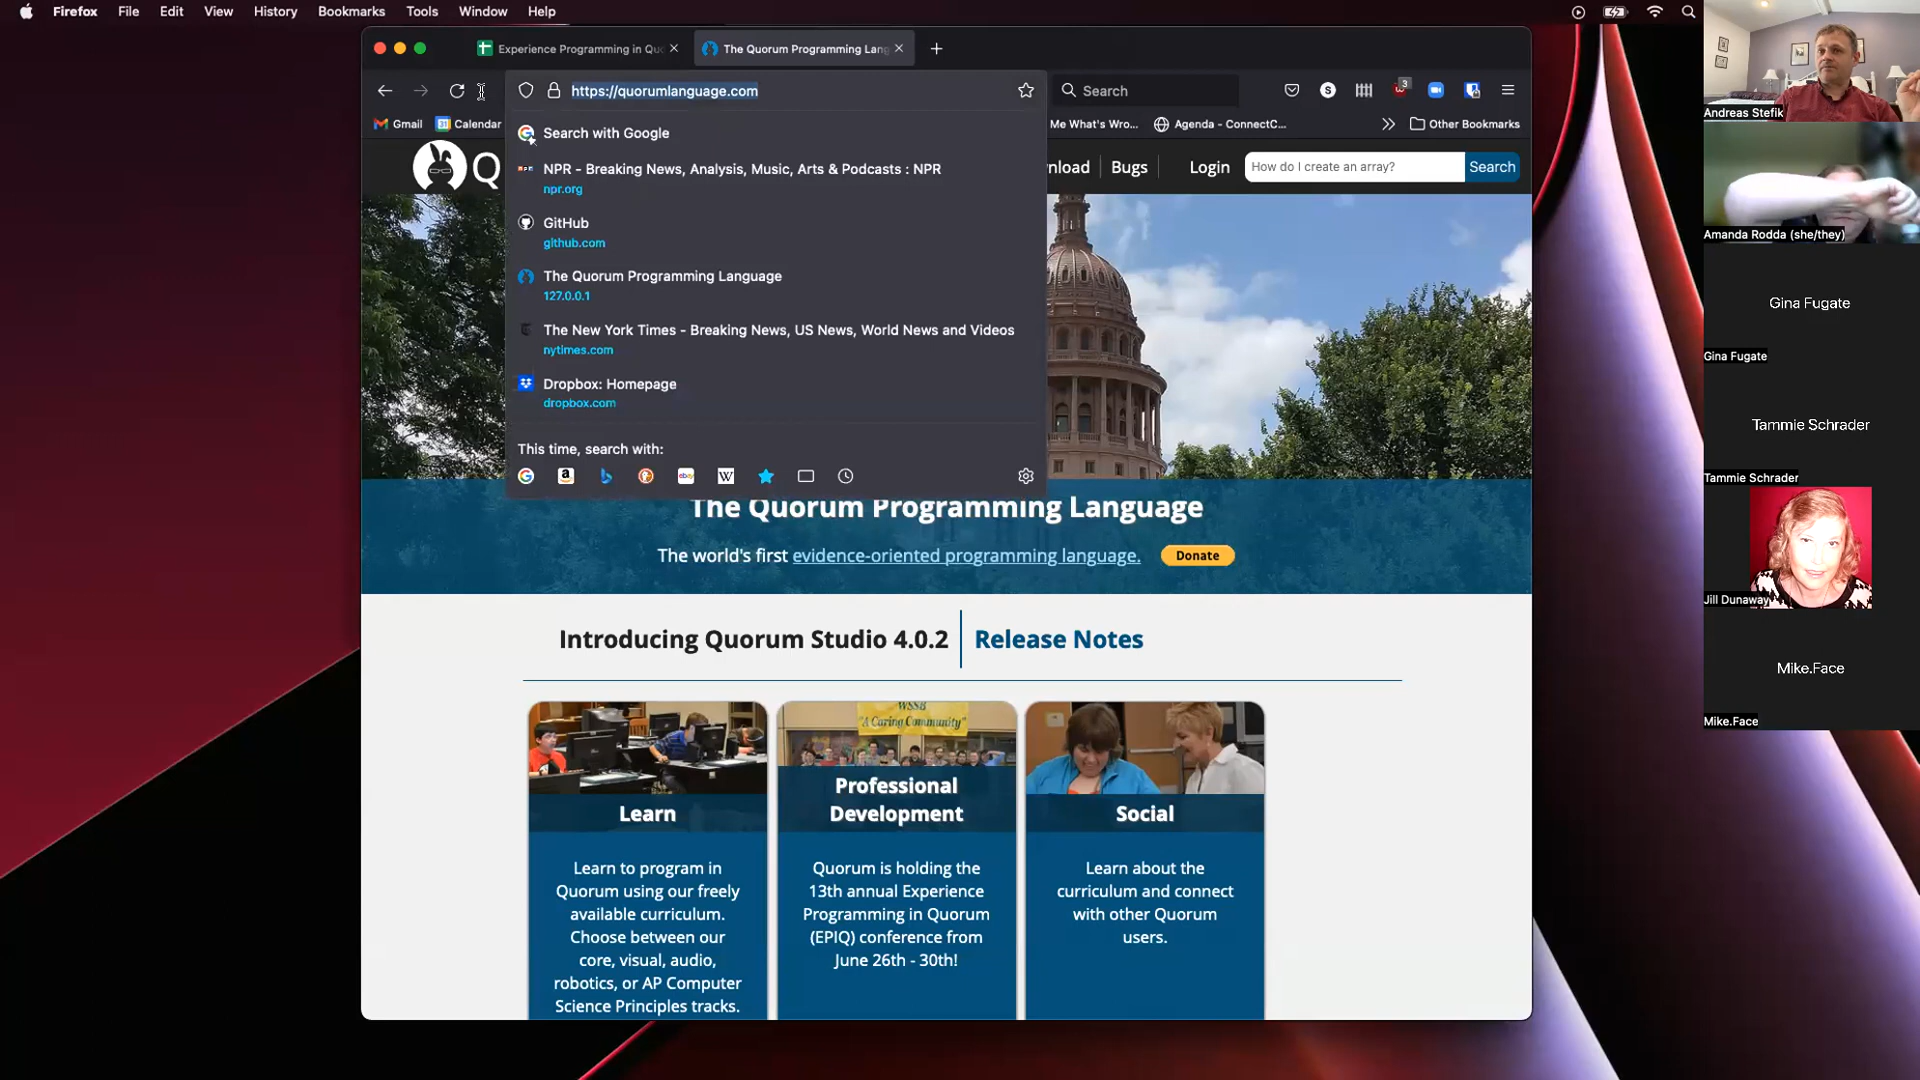 Firefox File Edit View History Bookmarks Tools Window Help
Experience Programming in Quo
The Quorum Programming Lang
https://quorumlanguage.com
Search
3
Gmail
Calendar
Me What's Wro...
Agenda - ConnectC...
Other Bookmarks
Search with Google
NPR - Breaking News, Analysis, Music, Arts & Podcasts : NPR
npr.org
GitHub
github.com
The Quorum Programming Language
127.0.0.1
The New York Times - Breaking News, US News, World News and Videos
nytimes.com
Dropbox: Homepage
dropbox.com
This time, search with:
Q
nload
Bugs
Login
How do I create an array?
Search
The Quorum Programming Language
The world's first evidence-oriented programming language.
Donate
Introducing Quorum Studio 4.0.2
Release Notes
WSSB
"A Caring Community"
Learn
Learn to program in
Quorum using our freely
available curriculum.
Choose between our
core, visual, audio,
robotics, or AP Computer
Science Principles tracks.
Professional
Development
Quorum is holding the
13th annual Experience
Programming in Quorum
(EPIQ) conference from
June 26th - 30th!
Social
Learn about the
curriculum and connect
with other Quorum
users.
Andreas Stefik
Amanda Rodda (she/they)
Gina Fugate
Gina Fugate
Tammie Schrader
Tammie Schrader
Jill Dunaway
Mike.Face
Mike.Face